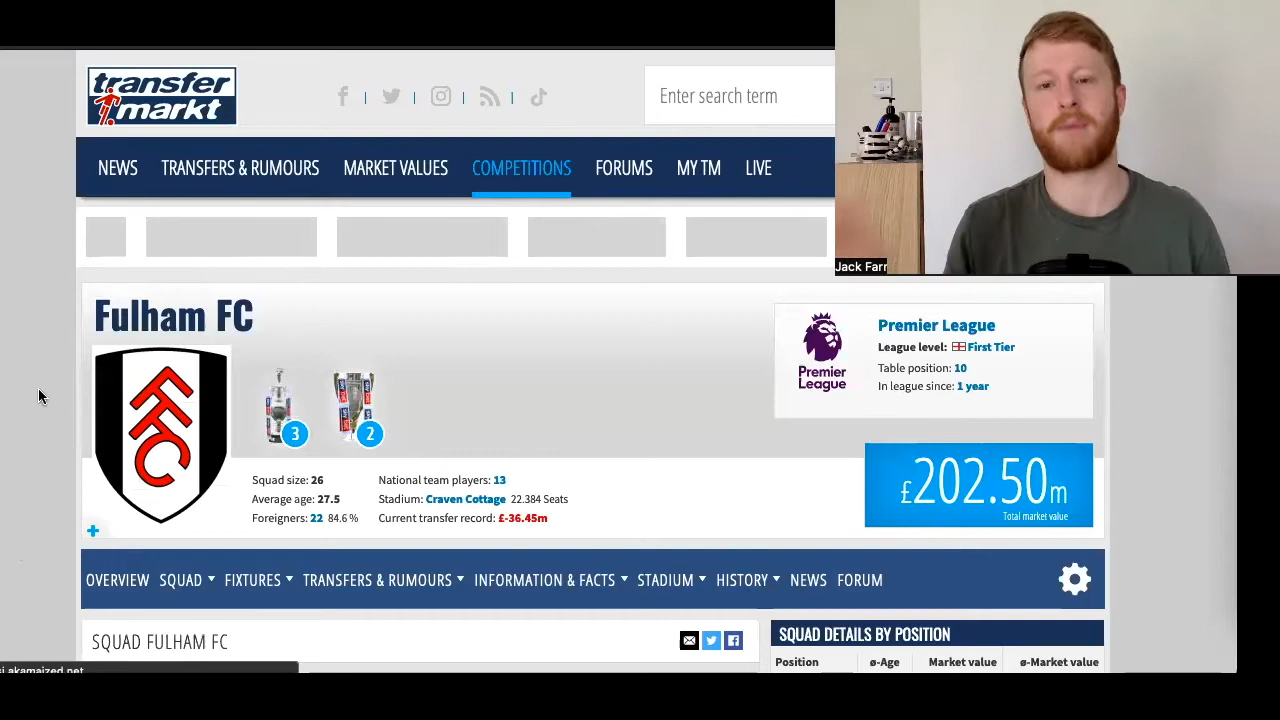 transfer
markt
Enter search term
NEWS TRANSFERS & RUMOURS MARKET VALUES COMPETITIONS FORUMS MY TM LIVE
Jack Farr
Fulham FC
FFC
3
2
Premier
League
Premier League
League level: First Tier
Table position: 10
In league since: 1 year
Squad size: 26
Average age: 27.5
Foreigners: 22 84.6 %
National team players: 13
Stadium: Craven Cottage 22.384 Seats
Current transfer record: £-36.45m
£202.50m
Total market value
OVERVIEW SQUAD FIXTURES TRANSFERS & RUMOURS INFORMATION & FACTS STADIUM HISTORY NEWS FORUM
SQUAD FULHAM FC
SQUAD DETAILS BY POSITION
Position ø-Age Market value ø-Market value